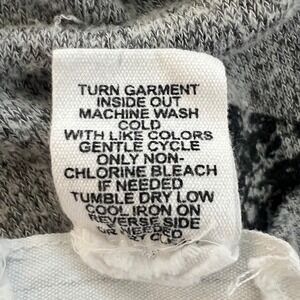 TURN GARMENT
INSIDE OUT
MACHINE WASH
COLD
WITH LIKE COLORS
GENTLE CYCLE
ONLY NON-
CHLORINE BLEACH
IF NEEDED
TUMBLE DRY LOW
COOL IRON ON
REVERSE SIDE
NEEDED